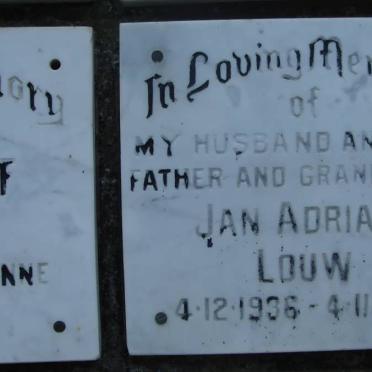 In Loving Mem
of
MY HUSBAND AN
FATHER AND GRAN
JAN ADRIA
LOUW
4·12·1936 - 4·11
ory
F
NNE